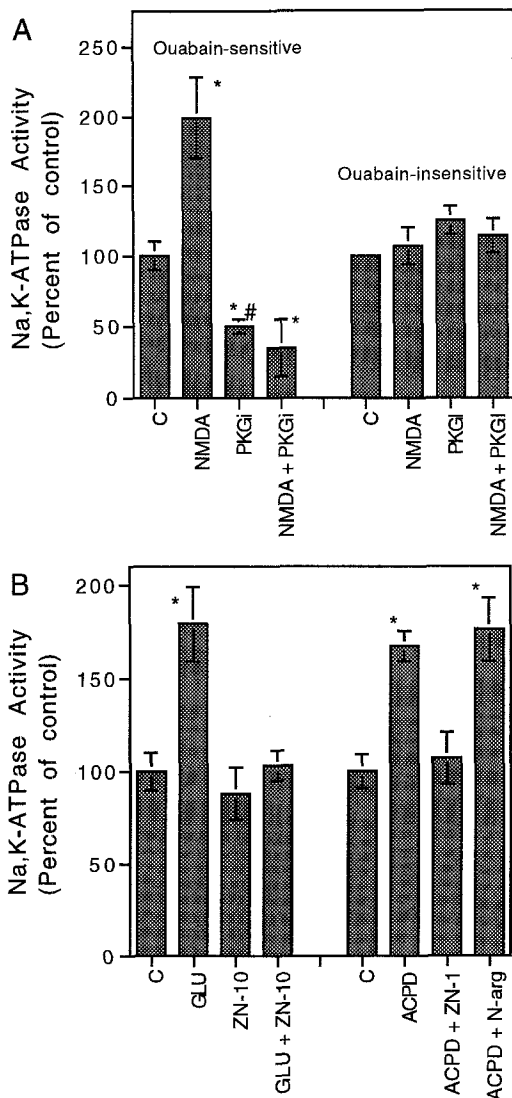 A
Na,K-ATPase Activity
(Percent of control)
250
200
150
100
50
0
Ouabain-sensitive
Ouabain-insensitive
*
*#
*
C
NMDA
PKGi
NMDA + PKGi
C
NMDA
PKGI
NMDA + PKGI
B
Na,K-ATPase Activity
(Percent of control)
200
150
100
50
0
*
*
*
C
GLU
ZN-10
GLU + ZN-10
C
ACPD
ACPD + ZN-1
ACPD + N-arg